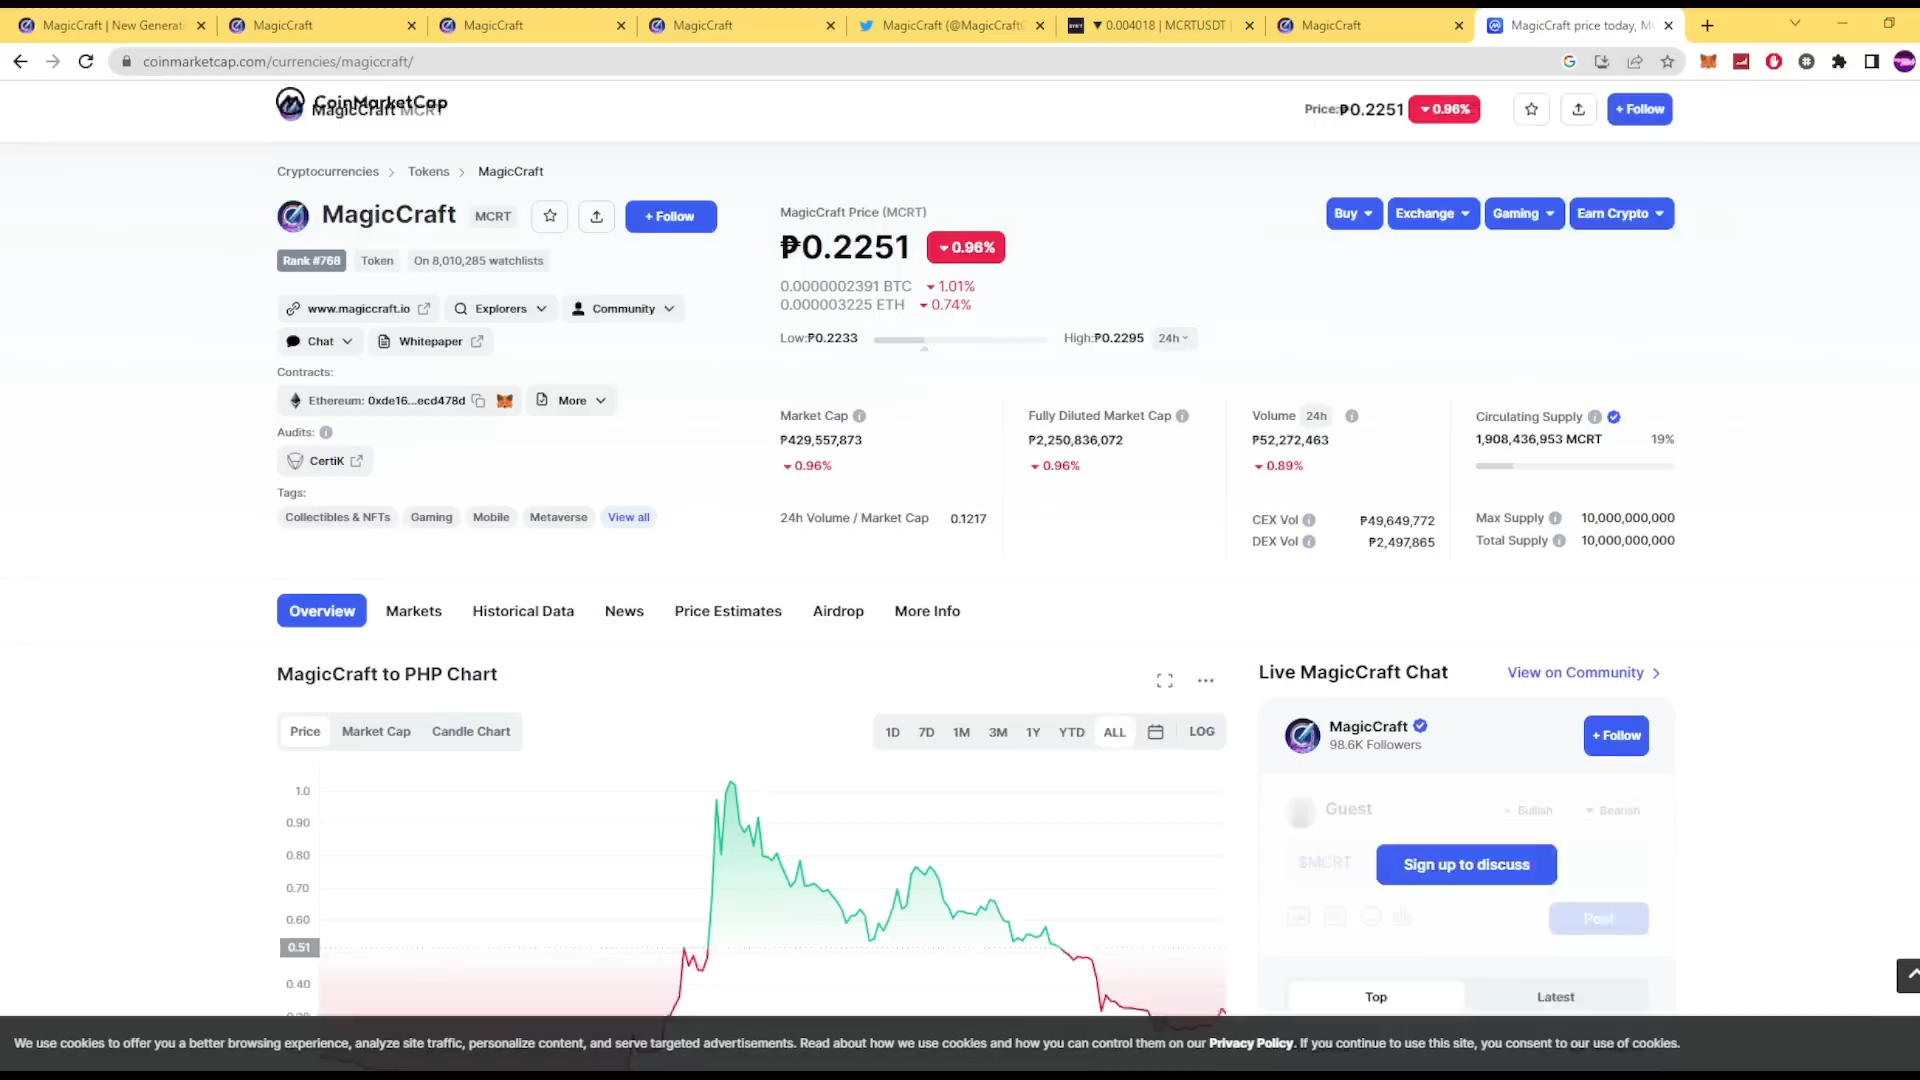 MagicCraft | New Generati
MagicCraft
MagicCraft
MagicCraft
MagicCraft (@MagicCraftG
▼ 0.004018 | MCRTUSDT |
MagicCraft
MagicCraft price today, M
coinmarketcap.com/currencies/magiccraft/
CoinMarketCap
MagicCraft MCRT
Price:₱0.2251 0.96%
+ Follow
Cryptocurrencies > Tokens > MagicCraft
MagicCraft MCRT
+ Follow
Rank #768 Token On 8,010,285 watchlists
www.magiccraft.io
Explorers
Community
Chat
Whitepaper
Contracts:
Ethereum: 0xde16...ecd478d
More
Audits:
CertiK
Tags:
Collectibles & NFTs Gaming Mobile Metaverse View all
MagicCraft Price (MCRT)
₱0.2251 0.96%
0.0000002391 BTC 1.01%
0.000003225 ETH 0.74%
Low:₱0.2233
High:₱0.2295 24h
Buy
Exchange
Gaming
Earn Crypto
Market Cap
₱429,557,873
0.96%
24h Volume / Market Cap 0.1217
Fully Diluted Market Cap
₱2,250,836,072
0.96%
Volume 24h
₱52,272,463
0.89%
CEX Vol ₱49,649,772
DEX Vol ₱2,497,865
Circulating Supply
1,908,436,953 MCRT 19%
Max Supply 10,000,000,000
Total Supply 10,000,000,000
Overview Markets Historical Data News Price Estimates Airdrop More Info
MagicCraft to PHP Chart
Price Market Cap Candle Chart
1D 7D 1M 3M 1Y YTD ALL LOG
1.0
0.90
0.80
0.70
0.60
0.51
0.40
Live MagicCraft Chat
View on Community >
MagicCraft
98.6K Followers
+ Follow
Guest
Bullish
Bearish
$MCRT
Sign up to discuss
Post
Top
Latest
We use cookies to offer you a better browsing experience, analyze site traffic, personalize content, and serve targeted advertisements. Read about how we use cookies and how you can control them on our Privacy Policy. If you continue to use this site, you consent to our use of cookies.